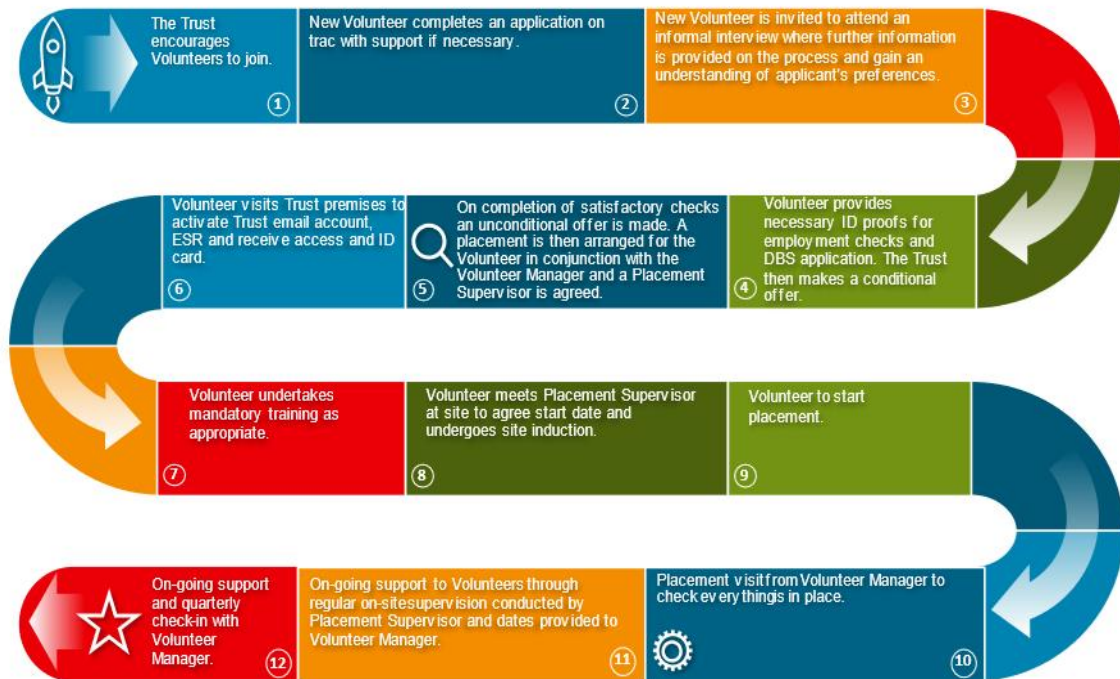 The Trust
encourages
Volunteers to join.
1
New Volunteer completes an application on
trac with support if necessary.
2
New Volunteer is invited to attend an
informal interview where further information
is provided on the process and gain an
understanding of applicant's preferences.
3
Volunteer provides
necessary ID proofs for
employment checks and
DBS application. The Trust
then makes a conditional
offer.
4
On completion of satisfactory checks
an unconditional offer is made. A
placement is then arranged for the
Volunteer in conjunction with the
Volunteer Manager and a Placement
Supervisor is agreed.
5
Volunteer visits Trust premises to
activate Trust email account,
ESR and receive access and ID
card.
6
Volunteer undertakes
mandatory training as
appropriate.
7
Volunteer meets Placement Supervisor
at site to agree start date and
undergoes site induction.
8
Volunteer to start
placement.
9
Placement visit from Volunteer Manager to
check everything is in place.
10
On-going support to Volunteers through
regular on-site supervision conducted by
Placement Supervisor and dates provided to
Volunteer Manager.
11
On-going support
and quarterly
check-in with
Volunteer
Manager.
12